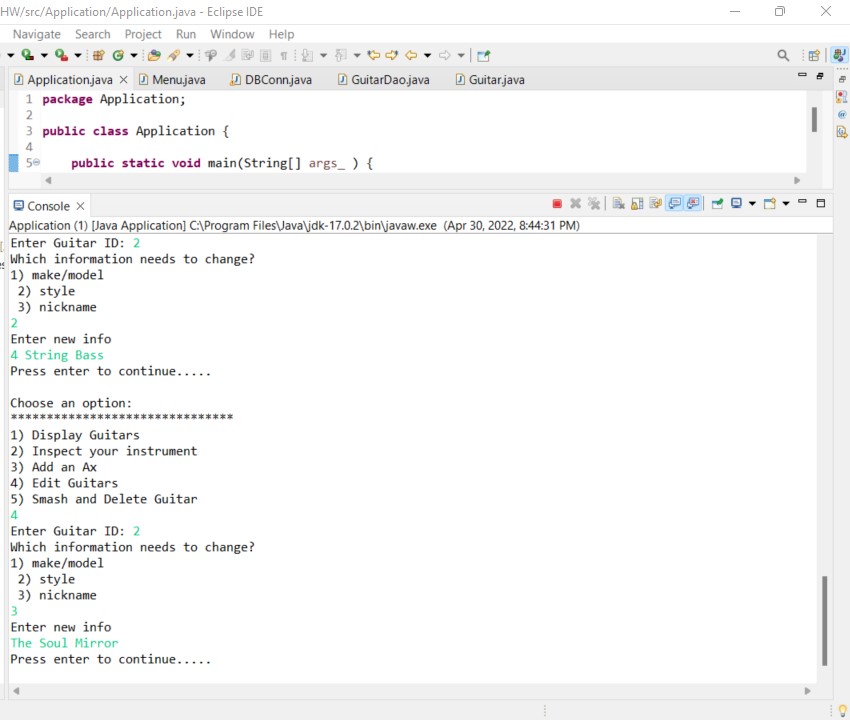 HW/src/Application/Application.java - Eclipse IDE
Navigate Search Project Run Window Help
Application.java Menu.java DBConn.java GuitarDao.java Guitar.java
1 package Application;
2
3 public class Application {
4
5 public static void main(String[] args_ ) {
Console
Application (1) [Java Application] C:\Program Files\Java\jdk-17.0.2\bin\javaw.exe (Apr 30, 2022, 8:44:31 PM)
Enter Guitar ID: 2
Which information needs to change?
1) make/model
 2) style
 3) nickname
2
Enter new info
4 String Bass
Press enter to continue.....
Choose an option:
*******************************
1) Display Guitars
2) Inspect your instrument
3) Add an Ax
4) Edit Guitars
5) Smash and Delete Guitar
4
Enter Guitar ID: 2
Which information needs to change?
1) make/model
 2) style
 3) nickname
3
Enter new info
The Soul Mirror
Press enter to continue.....